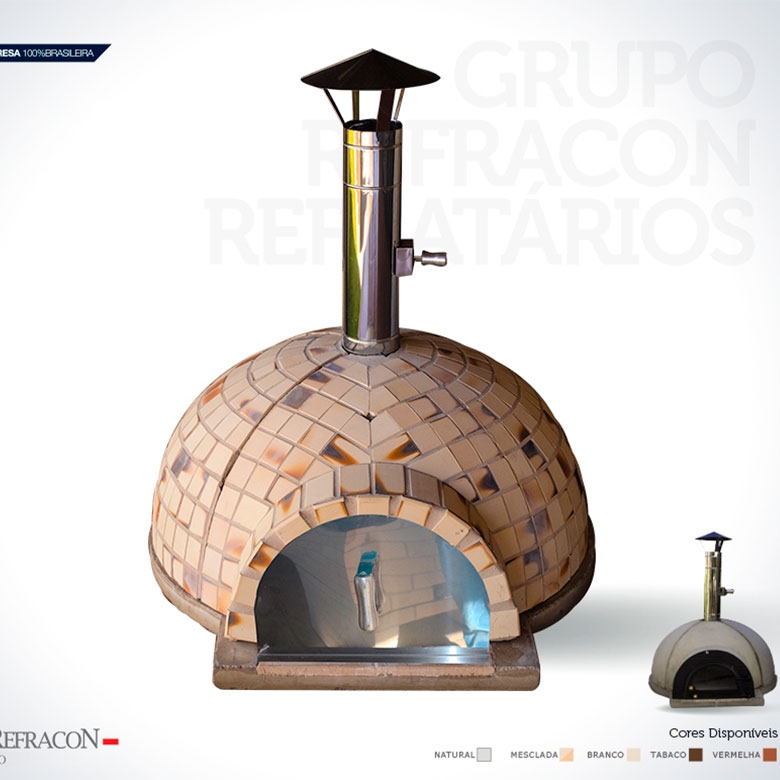 RESA 100%BRASILEIRA
GRUPO
REFRACON
REFRATÁRIOS
REFRACON
O
Cores Disponíveis
NATURAL MESCLADA BRANCO TABACO VERMELHA